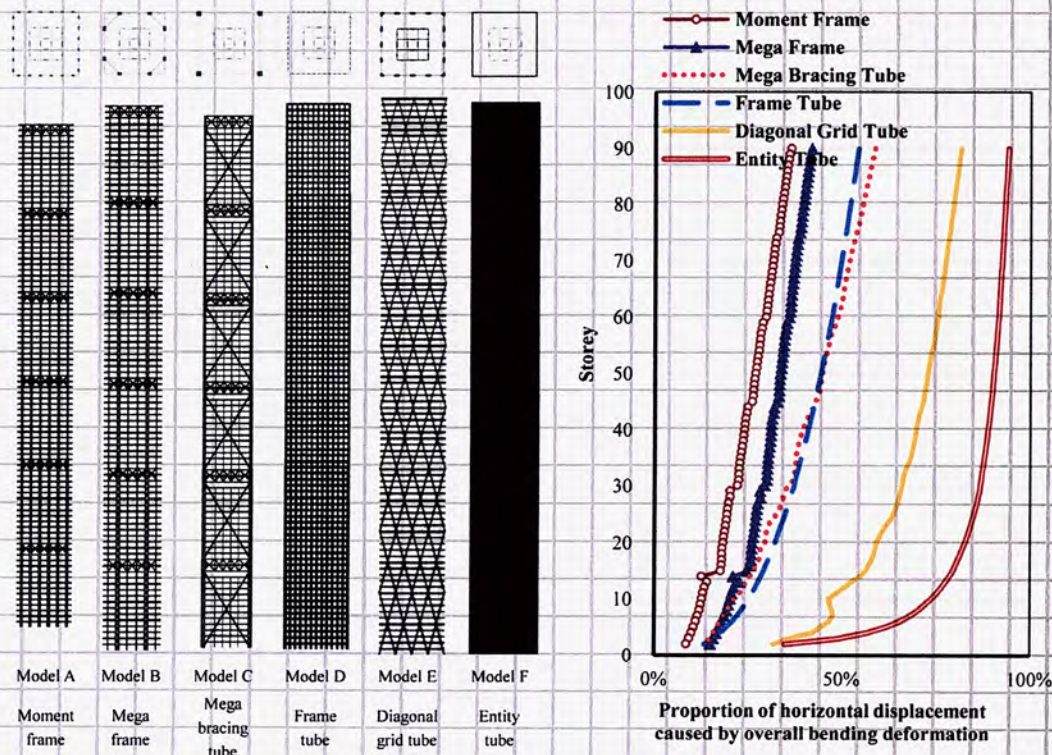 Model A
Moment
frame
Model B
Mega
frame
Model C
Mega
bracing
tube
Model D
Frame
tube
Model E
Diagonal
grid tube
Model F
Entity
tube
Moment Frame
Mega Frame
Mega Bracing Tube
Frame Tube
Diagonal Grid Tube
Entity Tube
Storey
100
90
80
70
60
50
40
30
20
10
0
0%
50%
100%
Proportion of horizontal displacement
caused by overall bending deformation